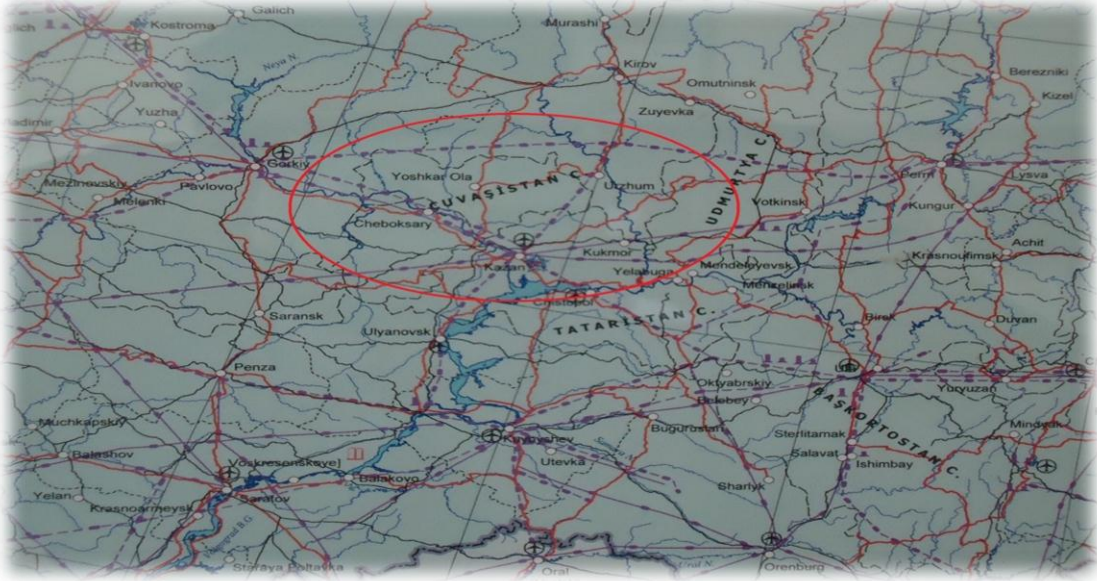 Galich
Kostroma
Murashi
Neya N.
Kirov
Ivanovo
Omutninsk
Berezniki
Yuzha
Zuyevka
Kizel
Gorkiy
Mezinovskiy
Pavlovo
Yoshkar Ola
Urzhum
UDMURTYA C.
Perm
Lysva
Melenki
ÇUVAŞİSTAN C.
Votkinsk
Kungur
Cheboksary
Kukmor
Achit
Kazan
Yelabuga
Mendeleyevsk
Krasnoufimsk
Menzelinsk
Chistopol
Saransk
TATARİSTAN C.
Birsk
Duvan
Ulyanovsk
Penza
Oktyabrskiy
Ufa
Yuryuzan
Belebey
BAŞKORTOSTAN C.
Muchkapskiy
Buguruslan
Mindyak
Kuybyshev
Sterlitamak
Balashov
Voskresenskoye
Utevka
Salavat
Ishimbay
Balakovo
Sharlyk
Yelan
Saratov
Krasnoarmeysk
Staraya Poltavka
Oral
Ural N.
Orenburg